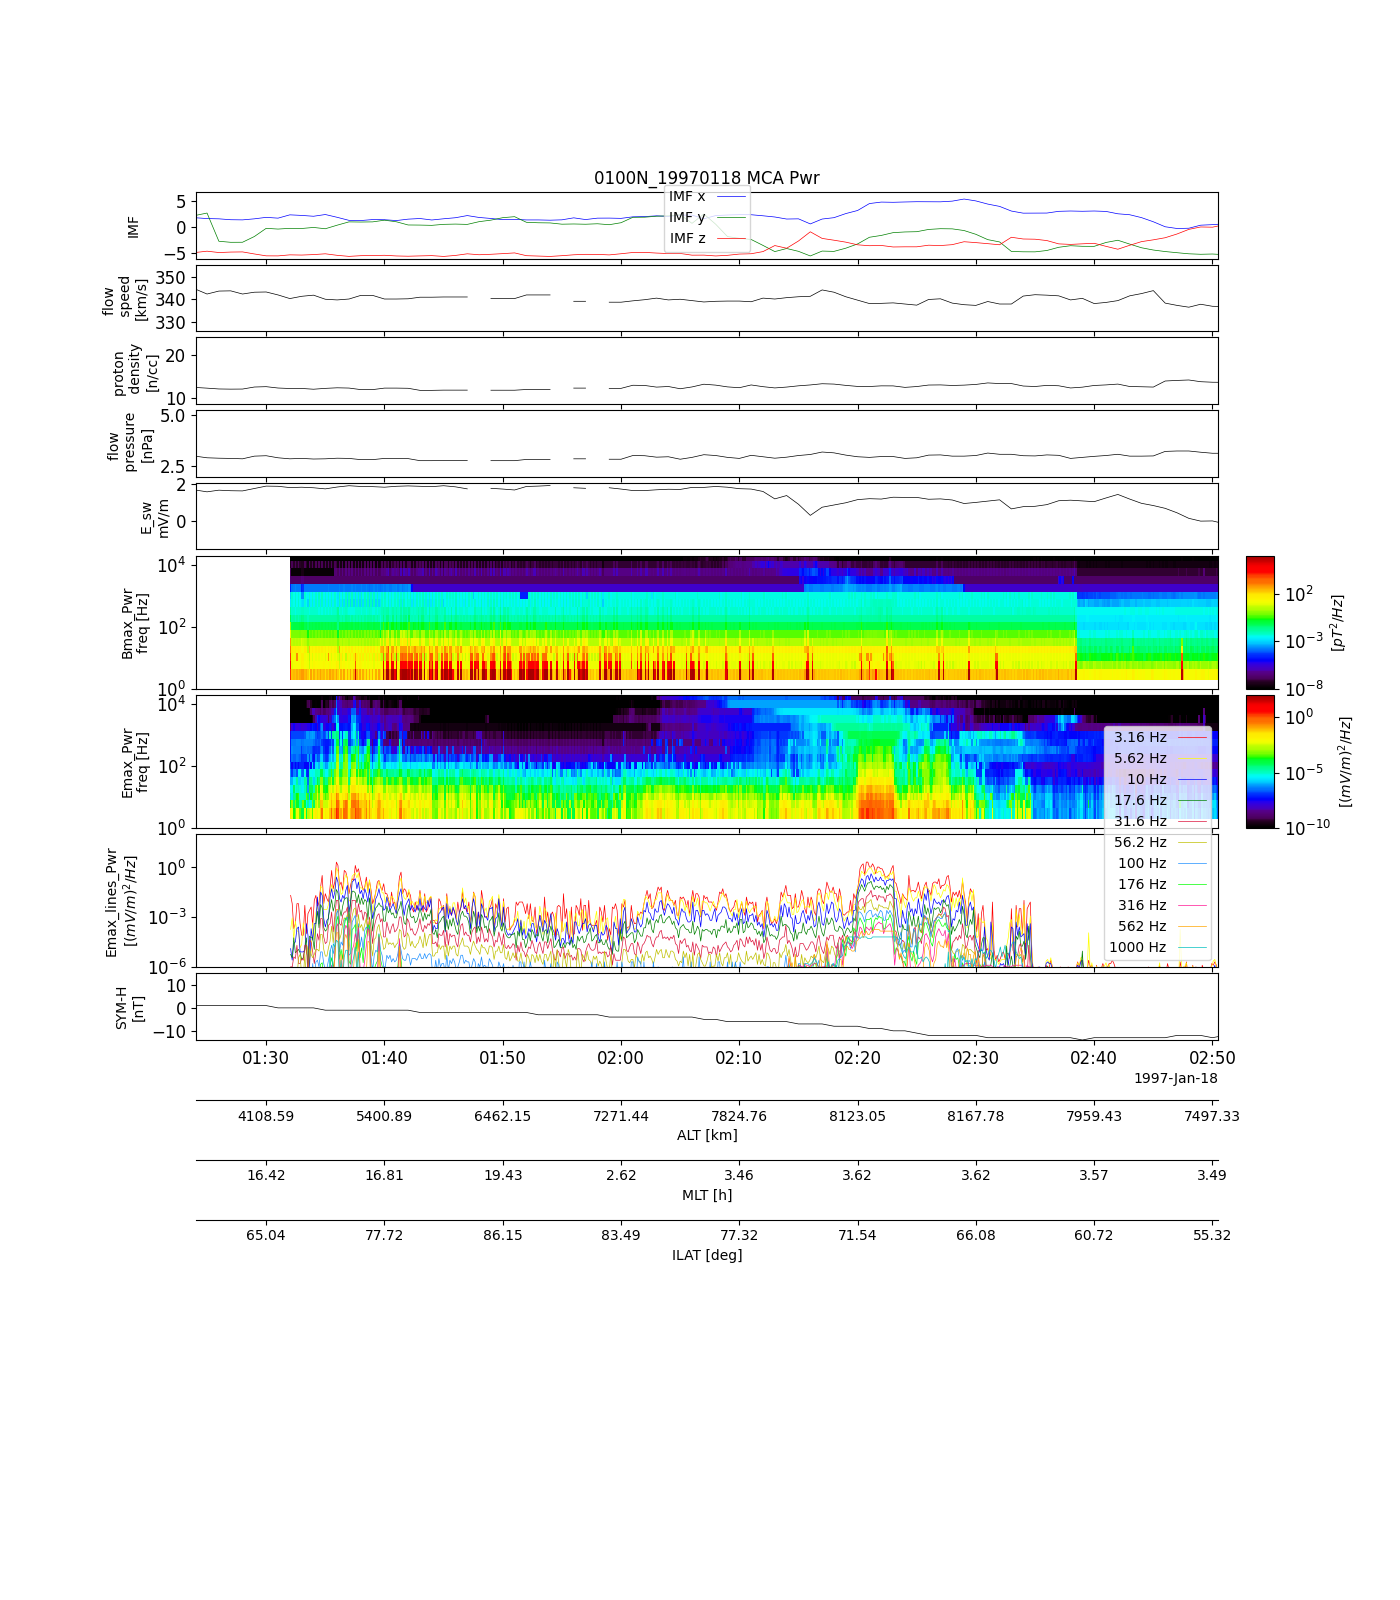 0100N_19970118 MCA Pwr
IMF
5
0
−5
IMF x
IMF y
IMF z
flow
speed
[km/s]
350
340
330
proton
density
[n/cc]
20
10
flow
pressure
[nPa]
5.0
2.5
E_sw
mV/m
2
0
Bmax_Pwr
freq [Hz]
10^4
10^2
10^0
10^2
10^−3
10^−8
[pT^2/Hz]
Emax_Pwr
freq [Hz]
10^4
10^2
10^0
10^0
10^−5
10^−10
[(mV/m)^2/Hz]
3.16 Hz
5.62 Hz
10 Hz
17.6 Hz
31.6 Hz
56.2 Hz
100 Hz
176 Hz
316 Hz
562 Hz
1000 Hz
Emax_lines_Pwr
[(mV/m)^2/Hz]
10^0
10^−3
10^−6
SYM-H
[nT]
10
0
−10
01:30 01:40 01:50 02:00 02:10 02:20 02:30 02:40 02:50
1997-Jan-18
4108.59 5400.89 6462.15 7271.44 7824.76 8123.05 8167.78 7959.43 7497.33
ALT [km]
16.42 16.81 19.43 2.62 3.46 3.62 3.62 3.57 3.49
MLT [h]
65.04 77.72 86.15 83.49 77.32 71.54 66.08 60.72 55.32
ILAT [deg]